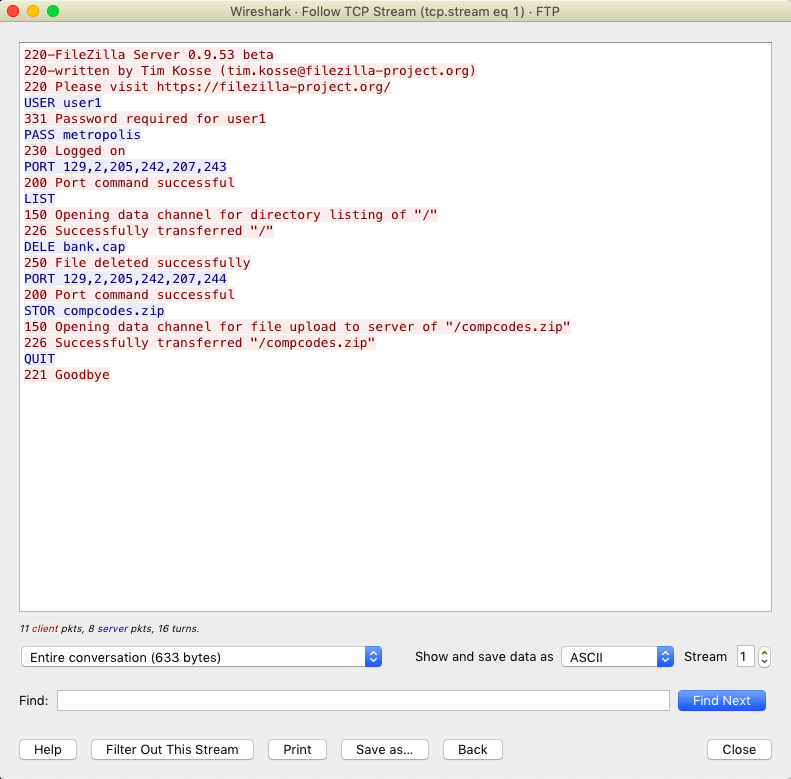 Wireshark · Follow TCP Stream (tcp.stream eq 1) · FTP
220-FileZilla Server 0.9.53 beta
220-written by Tim Kosse (tim.kosse@filezilla-project.org)
220 Please visit https://filezilla-project.org/
USER user1
331 Password required for user1
PASS metropolis
230 Logged on
PORT 129,2,205,242,207,243
200 Port command successful
LIST
150 Opening data channel for directory listing of "/"
226 Successfully transferred "/"
DELE bank.cap
250 File deleted successfully
PORT 129,2,205,242,207,244
200 Port command successful
STOR compcodes.zip
150 Opening data channel for file upload to server of "/compcodes.zip"
226 Successfully transferred "/compcodes.zip"
QUIT
221 Goodbye
11 client pkts, 8 server pkts, 16 turns.
Entire conversation (633 bytes) Show and save data as ASCII Stream 1
Find: Find Next
Help Filter Out This Stream Print Save as... Back Close